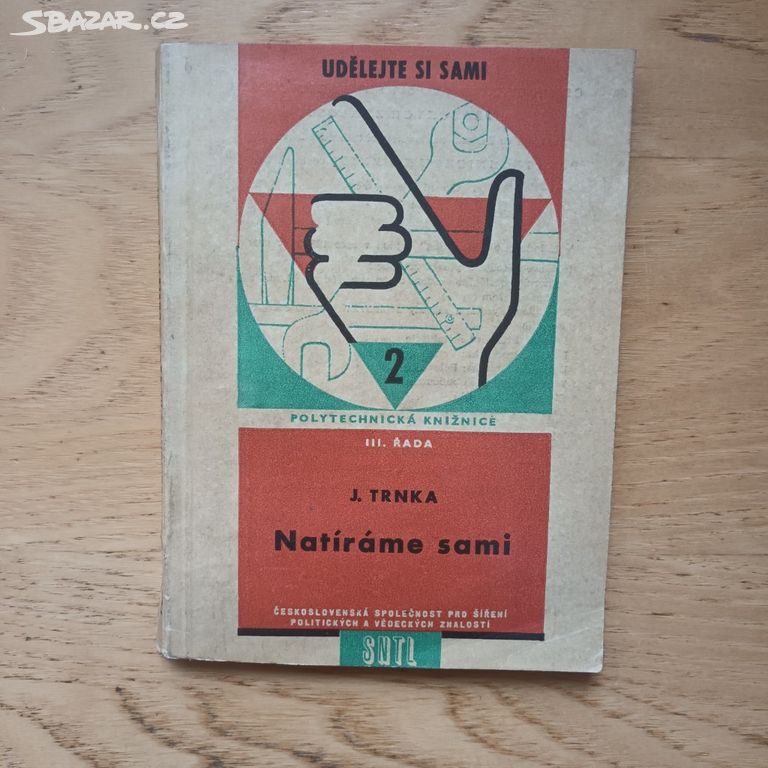 SBAZAR.CZ
UDĚLEJTE SI SAMI
2
POLYTECHNICKÁ KNIŽNICE
III. ŘADA
J. TRNKA
Natíráme sami
ČESKOSLOVENSKÁ SPOLEČNOST PRO ŠÍŘENÍ
POLITICKÝCH A VĚDECKÝCH ZNALOSTÍ
SNTL